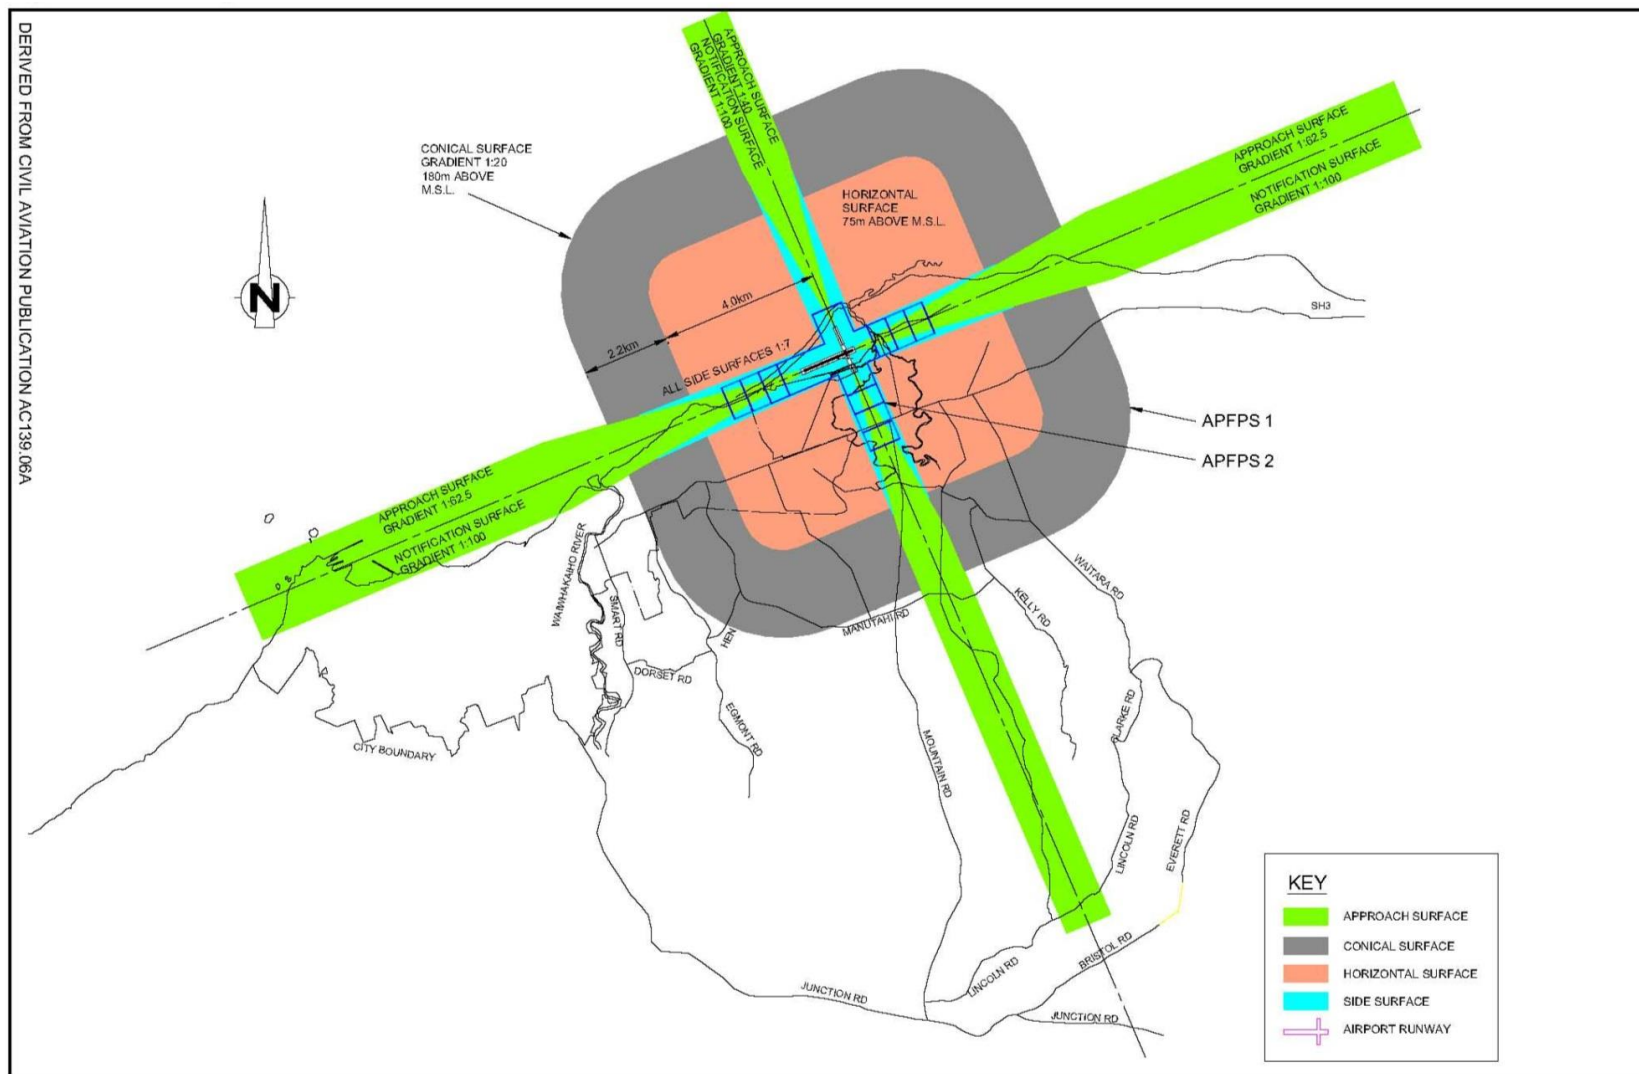 DERIVED FROM CIVIL AVIATION PUBLICATION AC139.06A
APPROACH SURFACE
GRADIENT 1:40
NOTIFICATION SURFACE
GRADIENT 1:100
APPROACH SURFACE
GRADIENT 1:62.5
NOTIFICATION SURFACE
GRADIENT 1:100
CONICAL SURFACE
GRADIENT 1:20
180m ABOVE
M.S.L.
HORIZONTAL
SURFACE
75m ABOVE M.S.L.
N
4.0km
2.2km
ALL SIDE SURFACES 1:7
SH3
APFPS 1
APFPS 2
APPROACH SURFACE
GRADIENT 1:62.5
NOTIFICATION SURFACE
GRADIENT 1:100
WAIWHAKAIHO RIVER
SMART RD
HEN
MANUTAHI RD
KELLY RD
WAITARA RD
DORSET RD
EGMONT RD
CITY BOUNDARY
MOUNTAIN RD
LINCOLN RD
EVERETT RD
BRISTOL RD
LINCOLN RD
JUNCTION RD
JUNCTION RD
KEY
APPROACH SURFACE
CONICAL SURFACE
HORIZONTAL SURFACE
SIDE SURFACE
AIRPORT RUNWAY